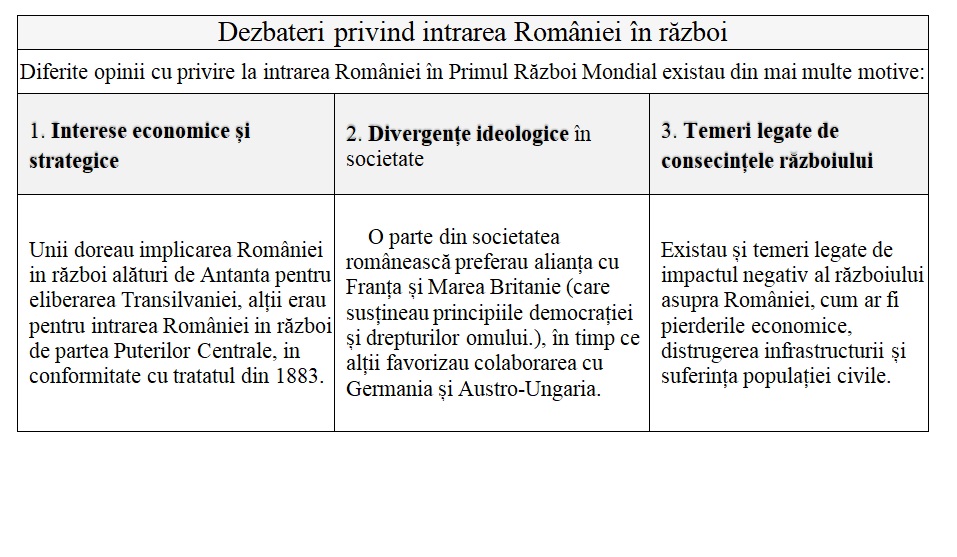 Dezbateri privind intrarea României în război
Diferite opinii cu privire la intrarea României în Primul Război Mondial existau din mai multe motive:
1. Interese economice și
strategice
2. Divergențe ideologice în
societate
3. Temeri legate de
consecințele războiului
Unii doreau implicarea României
in război alături de Antanta pentru
eliberarea Transilvaniei, alții erau
pentru intrarea României in război
de partea Puterilor Centrale, in
conformitate cu tratatul din 1883.
O parte din societatea
românească preferau alianța cu
Franța și Marea Britanie (care
susțineau principiile democrației
și drepturilor omului.), în timp ce
alții favorizau colaborarea cu
Germania și Austro-Ungaria.
Existau și temeri legate de
impactul negativ al războiului
asupra României, cum ar fi
pierderile economice,
distrugerea infrastructurii și
suferința populației civile.